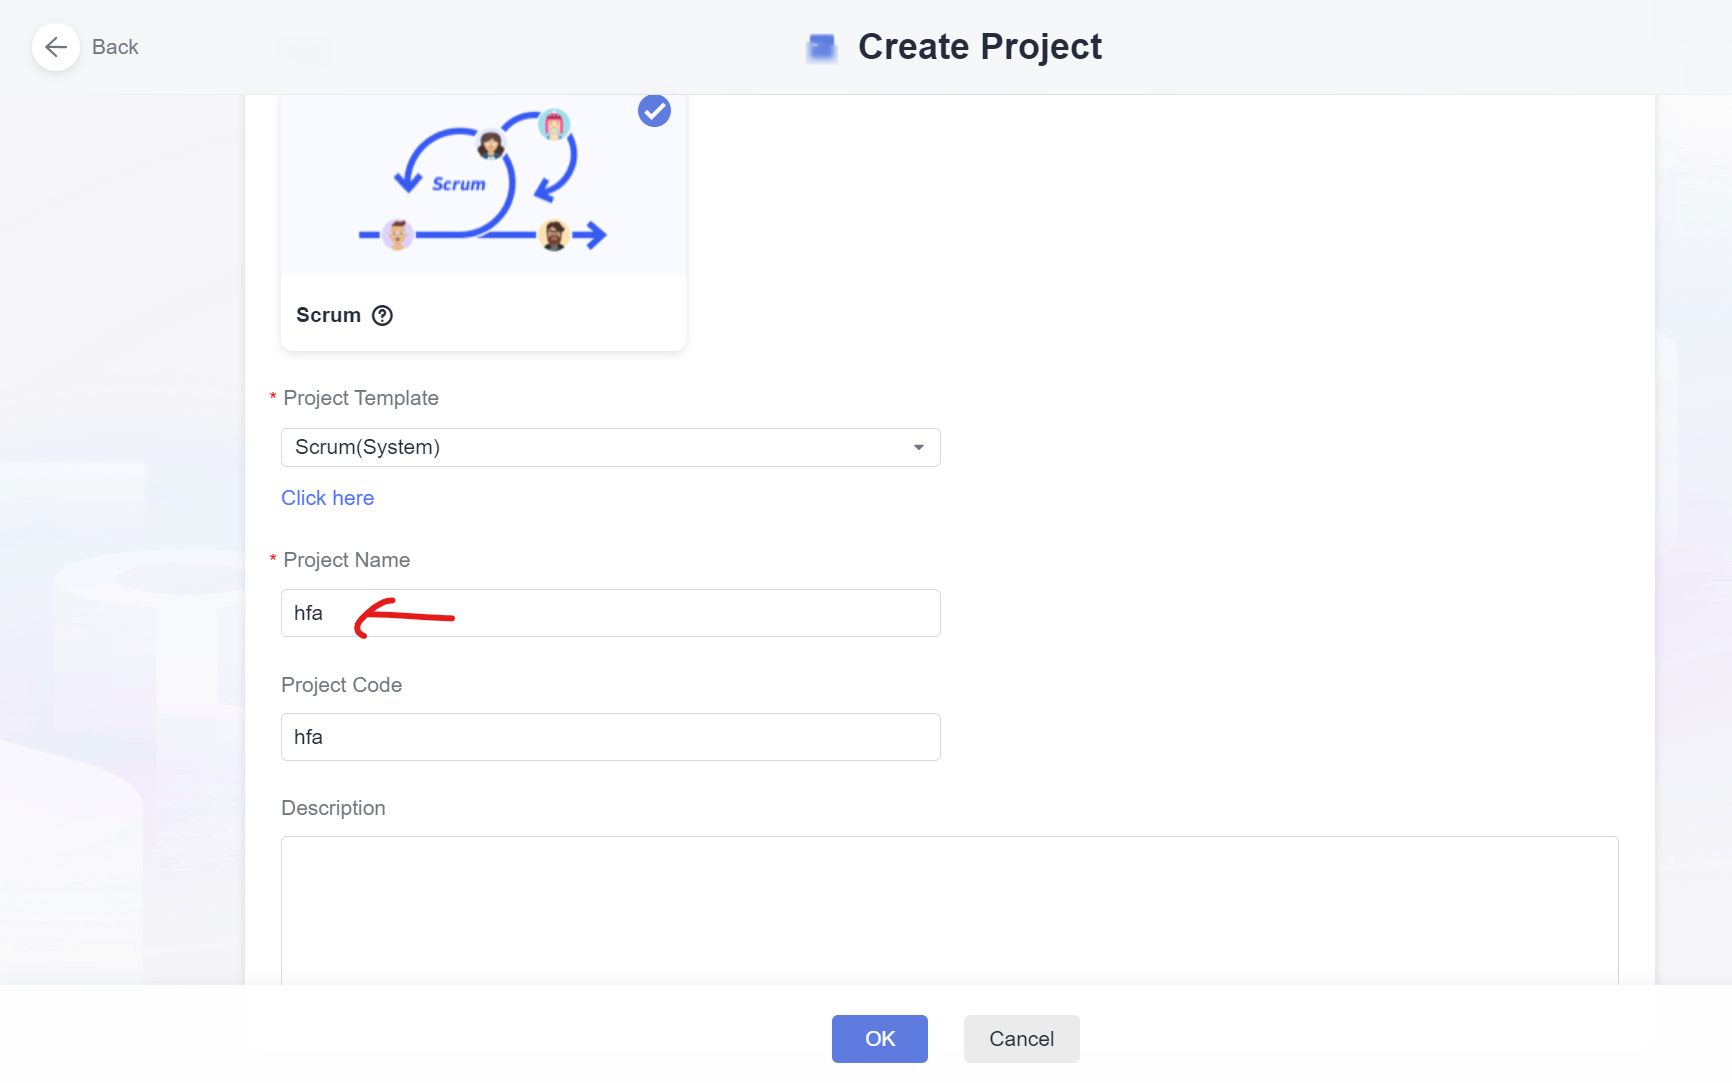 Back
Create Project
Scrum
Scrum
* Project Template
Scrum(System)
Click here
* Project Name
hfa
Project Code
hfa
Description
OK
Cancel